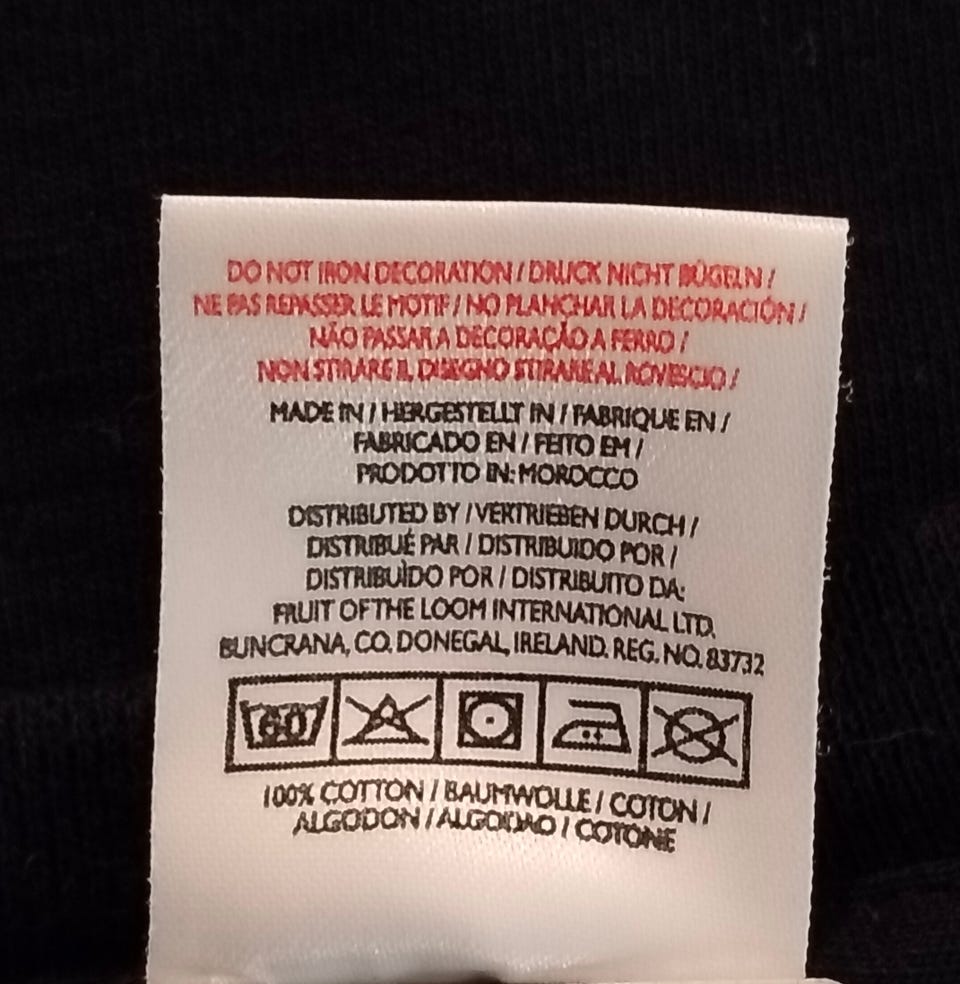 DO NOT IRON DECORATION / DRUCK NICHT BÜGELN /
NE PAS REPASSER LE MOTIF / NO PLANCHAR LA DECORACIÓN /
NÃO PASSAR A DECORAÇÃO A FERRO /
NON STIRARE IL DISEGNO STIRARE AL ROVESCIO /
MADE IN / HERGESTELLT IN / FABRIQUE EN /
FABRICADO EN / FEITO EM /
PRODOTTO IN: MOROCCO
DISTRIBUTED BY / VERTRIEBEN DURCH /
DISTRIBUÉ PAR / DISTRIBUIDO POR /
DISTRIBUÌDO POR / DISTRIBUITO DA:
FRUIT OF THE LOOM INTERNATIONAL LTD.
BUNCRANA, CO. DONEGAL, IRELAND. REG. NO. 83732
60
100% COTTON / BAUMWOLLE / COTON /
ALGODON / ALGODAO / COTONE